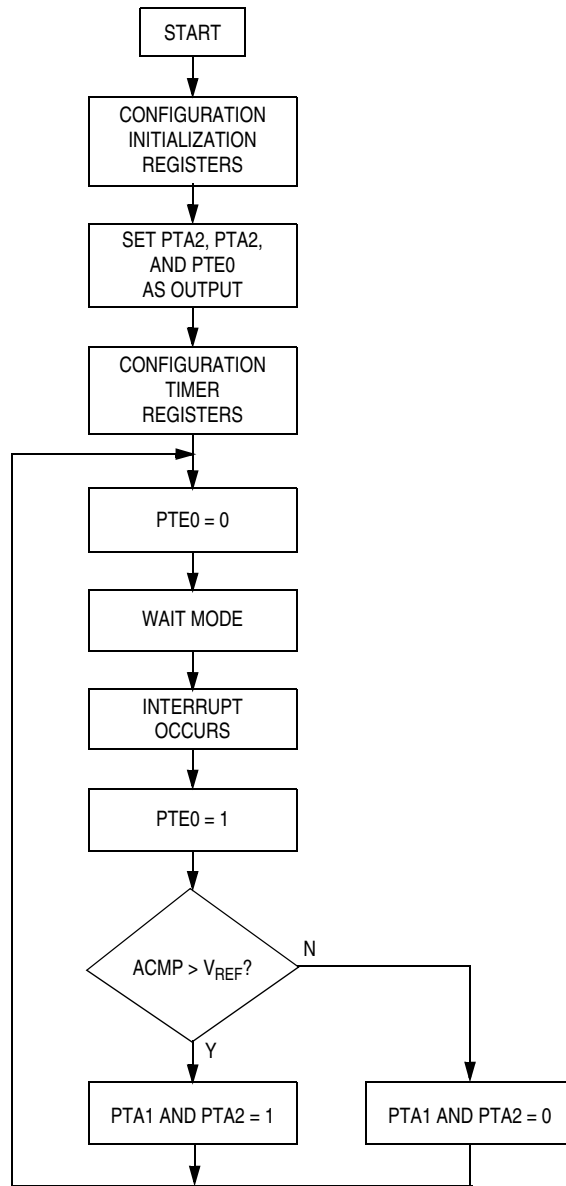 START
CONFIGURATION
INITIALIZATION
REGISTERS
SET PTA2, PTA2,
AND PTE0
AS OUTPUT
CONFIGURATION
TIMER
REGISTERS
PTE0 = 0
WAIT MODE
INTERRUPT
OCCURS
PTE0 = 1
ACMP > VREF?
N
Y
PTA1 AND PTA2 = 1
PTA1 AND PTA2 = 0